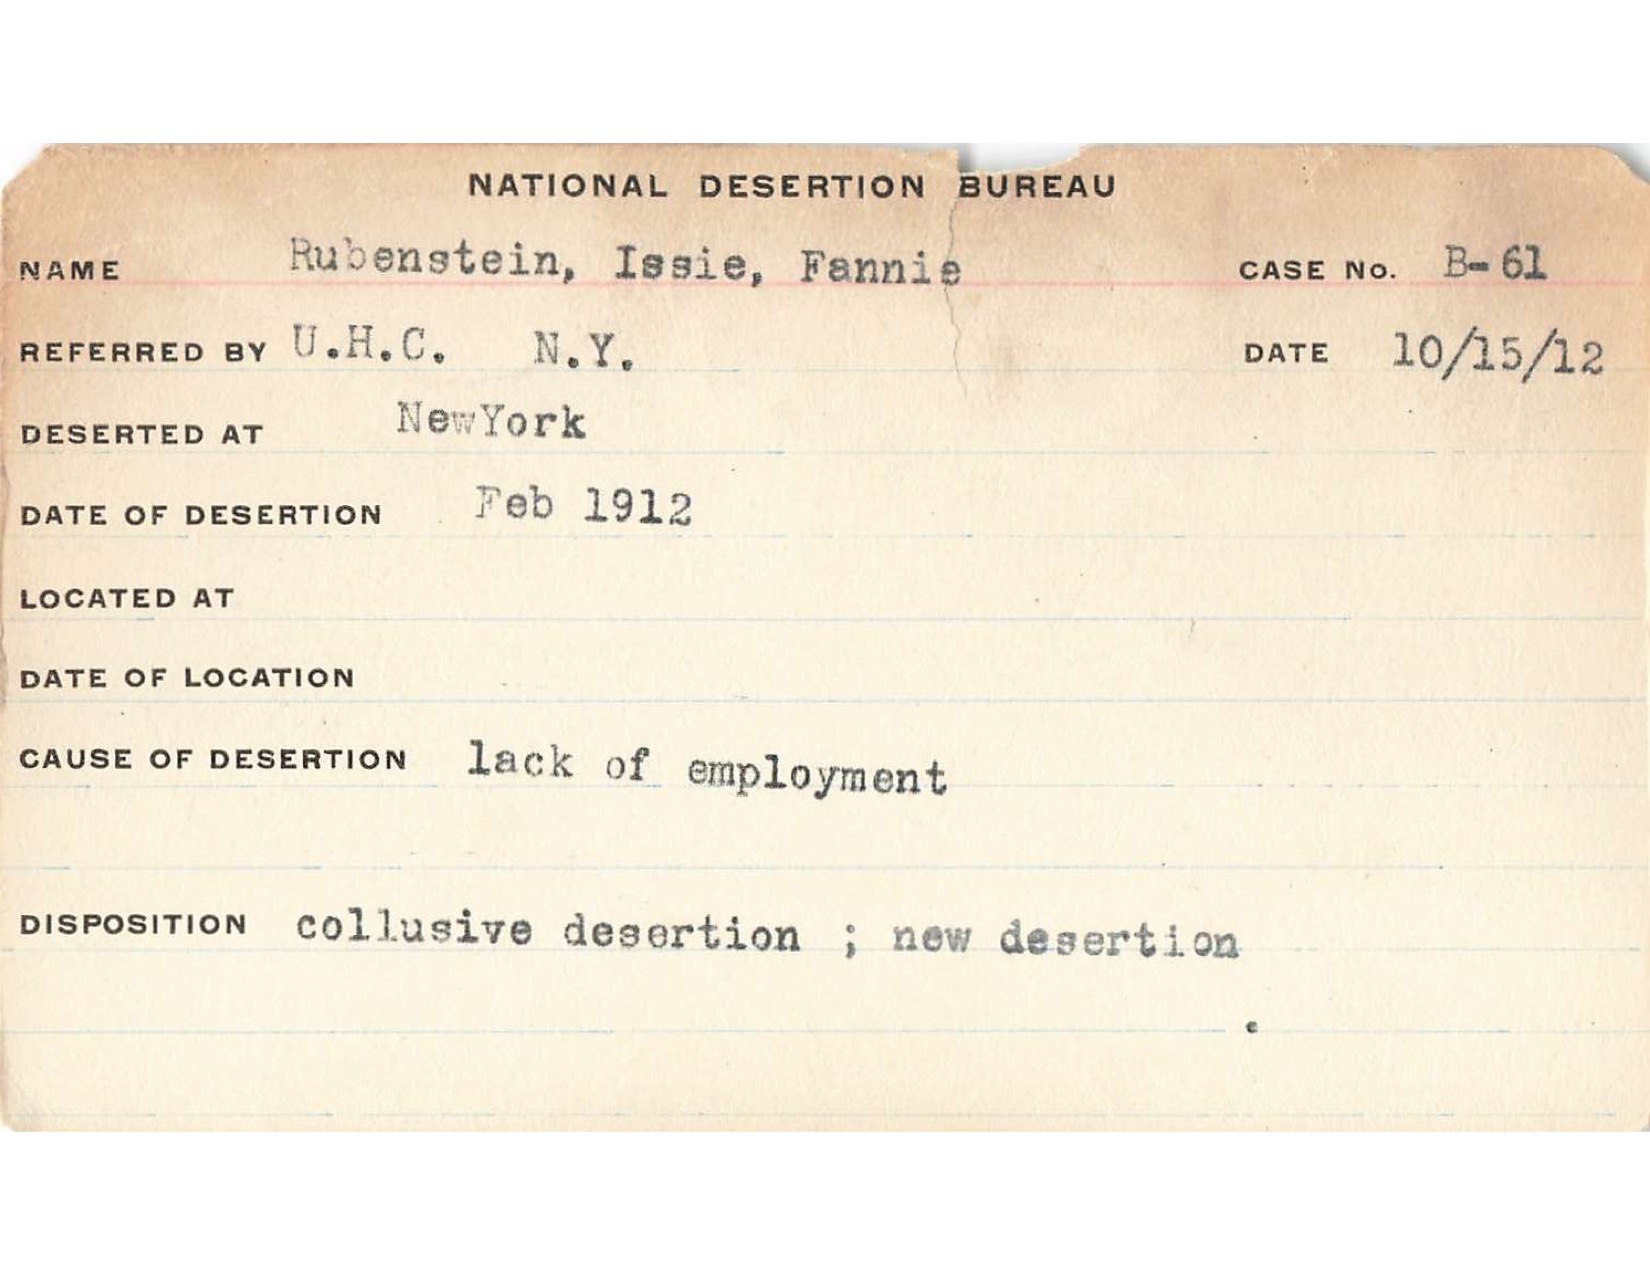 NATIONAL DESERTION BUREAU
NAME Rubenstein, Issie, Fannie CASE No. B-61
REFERRED BY U.H.C. N.Y. DATE 10/15/12
DESERTED AT NewYork
DATE OF DESERTION Feb 1912
LOCATED AT
DATE OF LOCATION
CAUSE OF DESERTION lack of employment
DISPOSITION collusive desertion ; new desertion
.